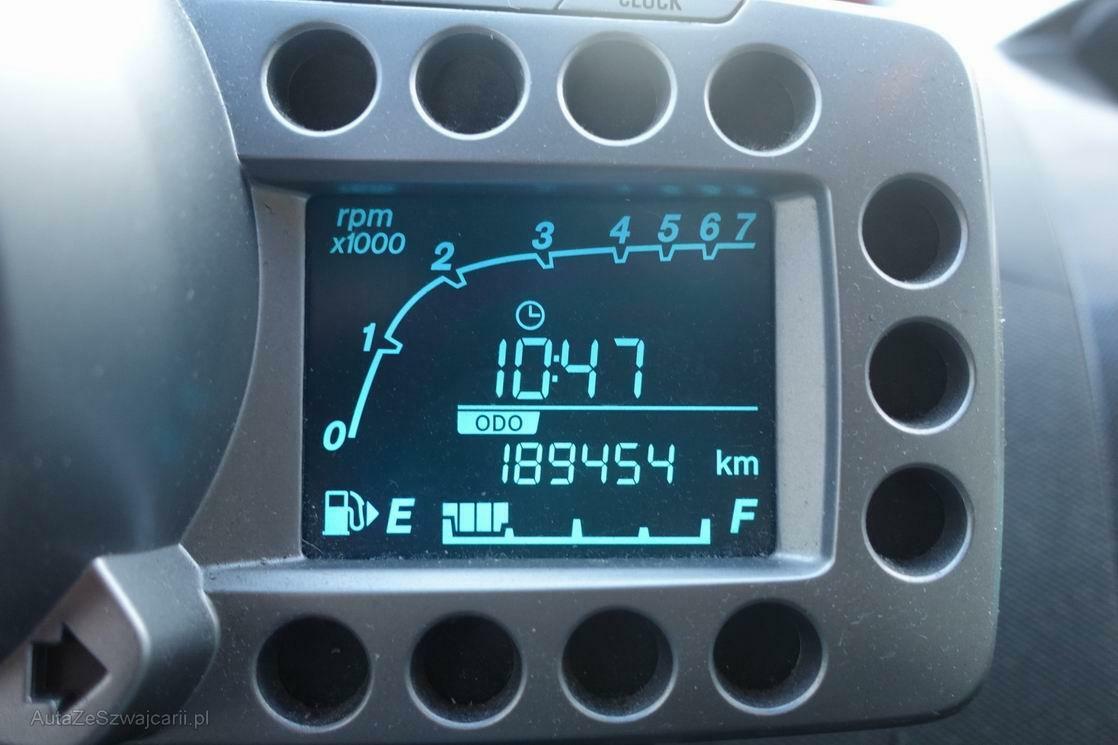 CLOCK
rpm
x1000
0 1 2 3 4 5 6 7
10:47
ODO
189454 km
E F
AutaZeSzwajcarii.pl